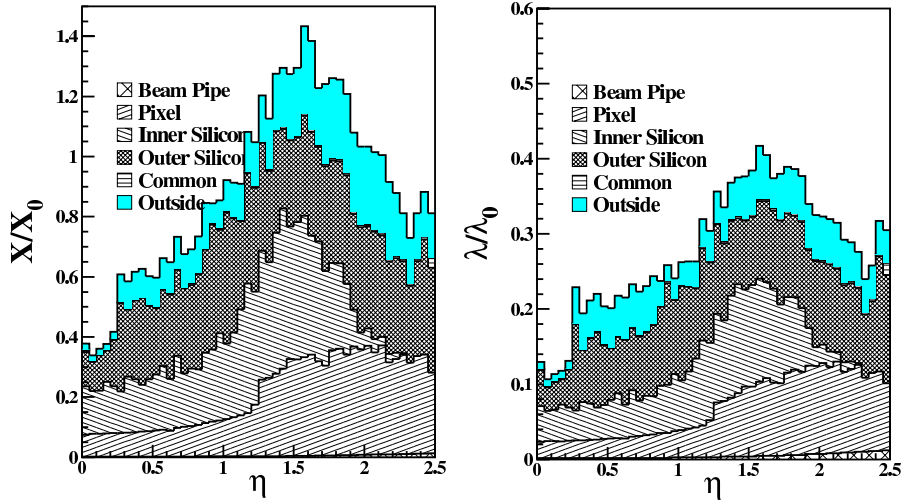 1.4
1.2
1
0.8
0.6
0.4
0.2
0
X/X0
Beam Pipe
Pixel
Inner Silicon
Outer Silicon
Common
Outside
0 0.5 1 1.5 2 2.5
η
0.6
0.5
0.4
0.3
0.2
0.1
0
λ/λ0
Beam Pipe
Pixel
Inner Silicon
Outer Silicon
Common
Outside
0 0.5 1 1.5 2 2.5
η